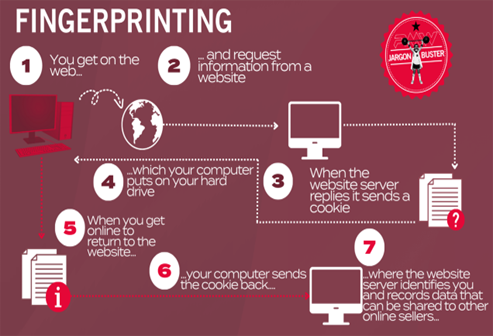 FINGERPRINTING
1
You get on the
web...
2
... and request
information from a
website
JARGON
BUSTER
3
When the
website server
replies it sends a
cookie
?
4
...which your computer
puts on your hard
drive
5
When you get
online to
return to the
website...
i
6
...your computer sends
the cookie back...
7
...where the website
server identifies you
and records data that
can be shared to other
online sellers...